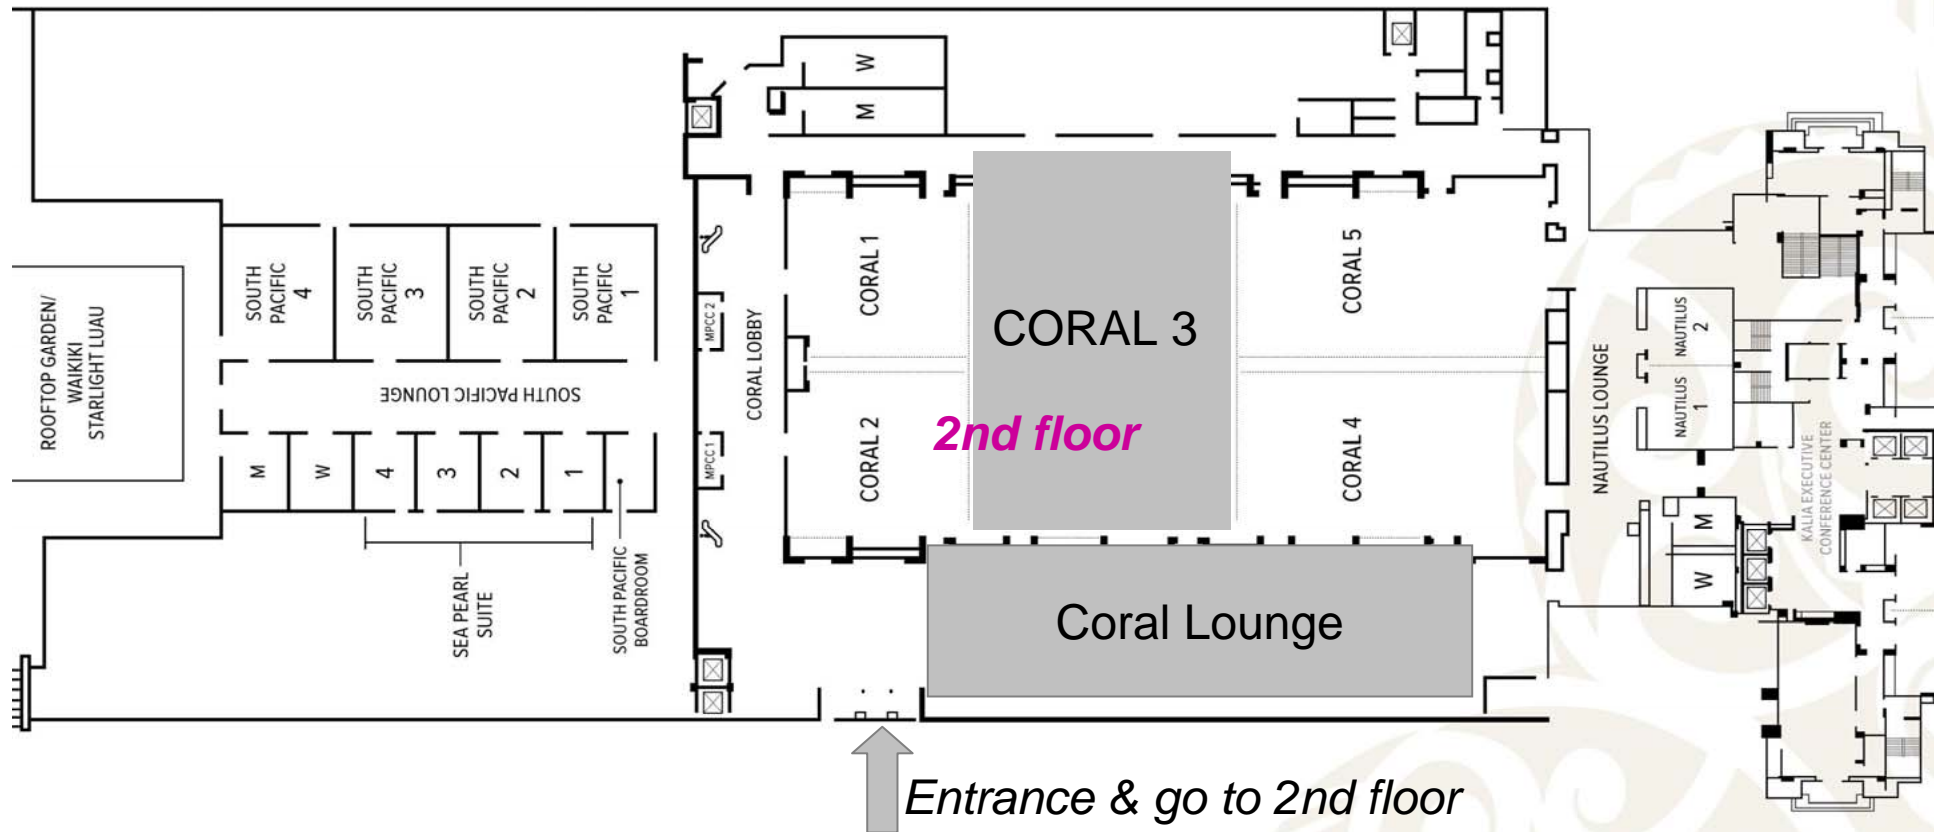 ROOFTOP GARDEN/
WAIKIKI
STARLIGHT LUAU
SOUTH
PACIFIC
4
SOUTH
PACIFIC
3
SOUTH
PACIFIC
2
SOUTH
PACIFIC
1
SOUTH PACIFIC LOUNGE
M
W
4
3
2
1
SEA PEARL
SUITE
SOUTH PACIFIC
BOARDROOM
MPCC 2
MPCC 1
CORAL LOBBY
W
M
CORAL 1
CORAL 2
CORAL 3
2nd floor
CORAL 5
CORAL 4
Coral Lounge
NAUTILUS LOUNGE
NAUTILUS
2
NAUTILUS
1
M
W
KALIA EXECUTIVE
CONFERENCE CENTER
Entrance & go to 2nd floor